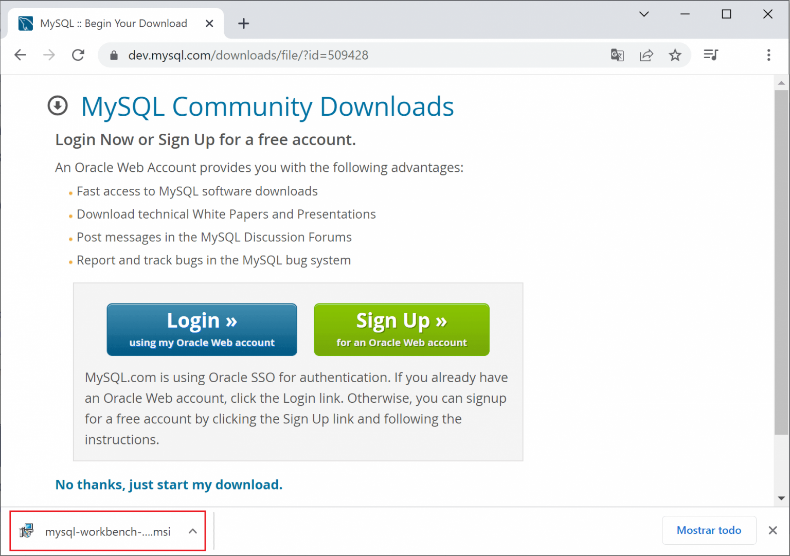 MySQL :: Begin Your Download
dev.mysql.com/downloads/file/?id=509428
MySQL Community Downloads
Login Now or Sign Up for a free account.
An Oracle Web Account provides you with the following advantages:
Fast access to MySQL software downloads
Download technical White Papers and Presentations
Post messages in the MySQL Discussion Forums
Report and track bugs in the MySQL bug system
Login »
using my Oracle Web account
Sign Up »
for an Oracle Web account
MySQL.com is using Oracle SSO for authentication. If you already have
an Oracle Web account, click the Login link. Otherwise, you can signup
for a free account by clicking the Sign Up link and following the
instructions.
No thanks, just start my download.
mysql-workbench-....msi
Mostrar todo